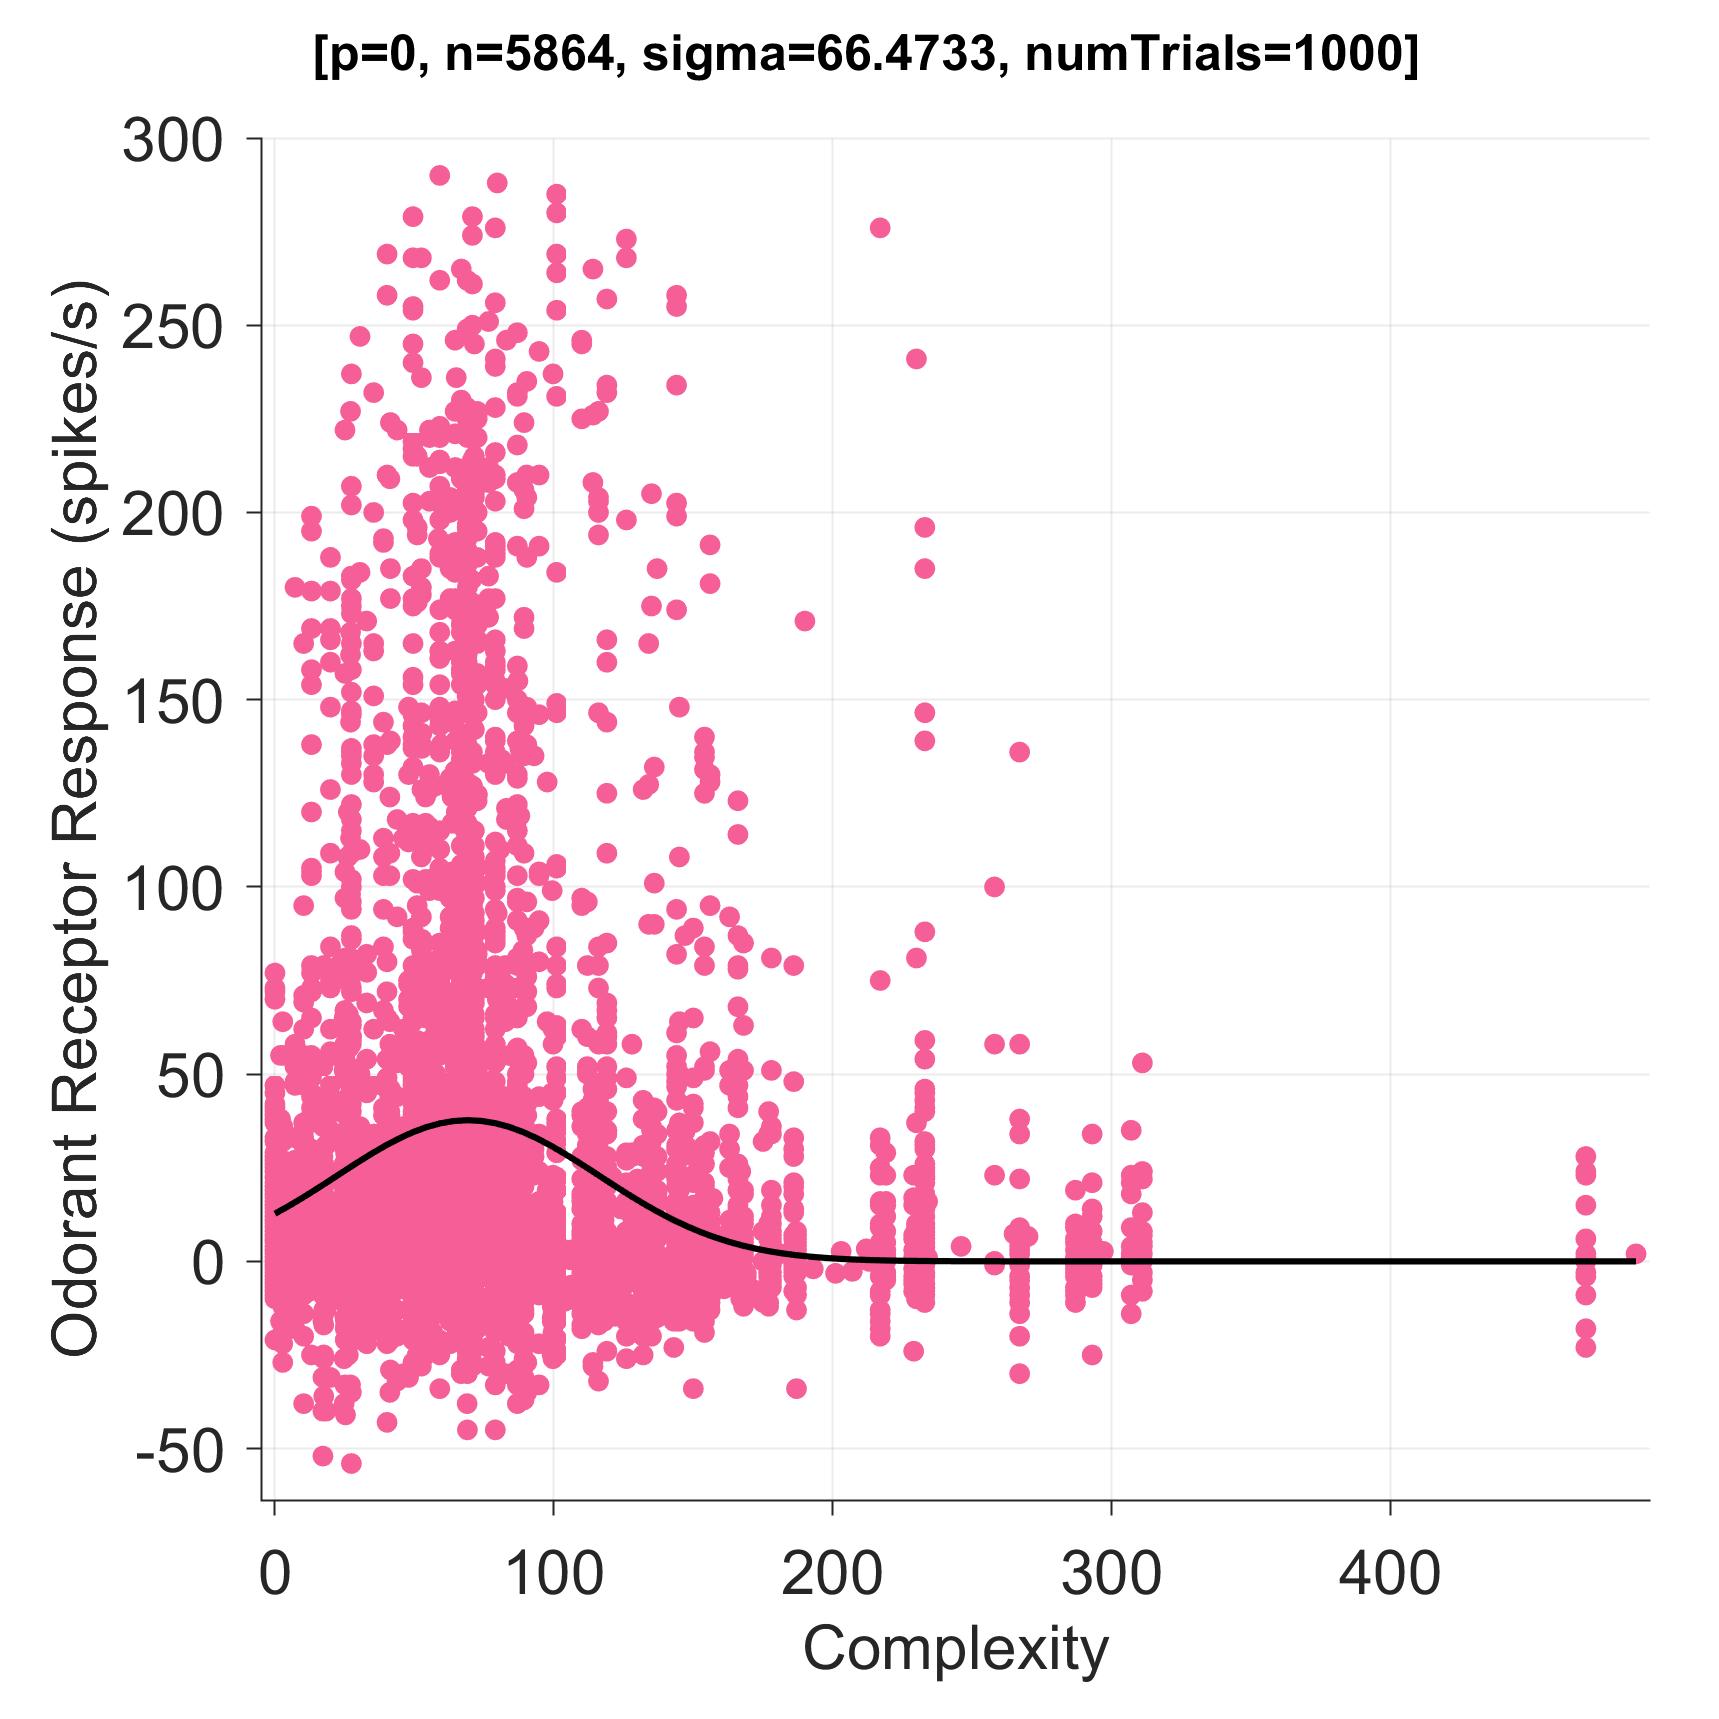 [p=0, n=5864, sigma=66.4733, numTrials=1000]
Odorant Receptor Response (spikes/s)
300
250
200
150
100
50
0
-50
0 100 200 300 400
Complexity